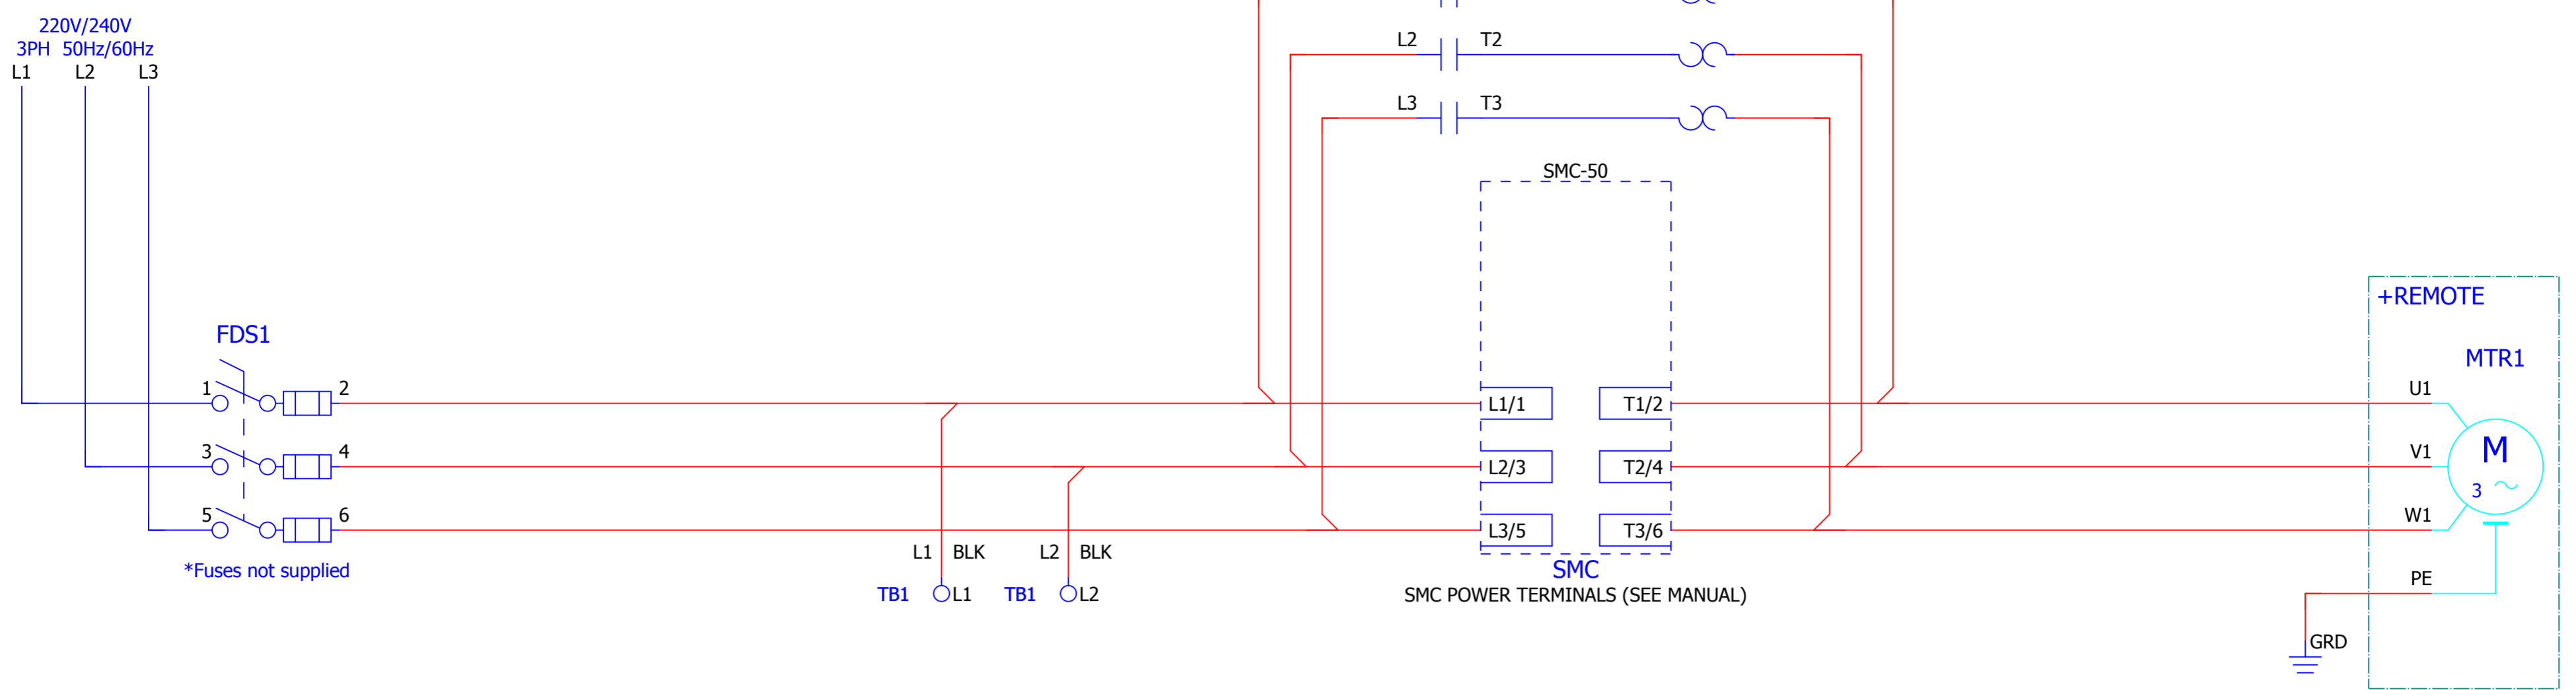 220V/240V
3PH 50Hz/60Hz
L1 L2 L3
L2 T2
L3 T3
SMC-50
+REMOTE
FDS1
MTR1
1 2
L1/1 T1/2
U1
3 4
L2/3 T2/4
V1
M
3
5 6
L3/5 T3/6
W1
L1 BLK L2 BLK
*Fuses not supplied
SMC
PE
TB1 L1 TB1 L2
SMC POWER TERMINALS (SEE MANUAL)
GRD